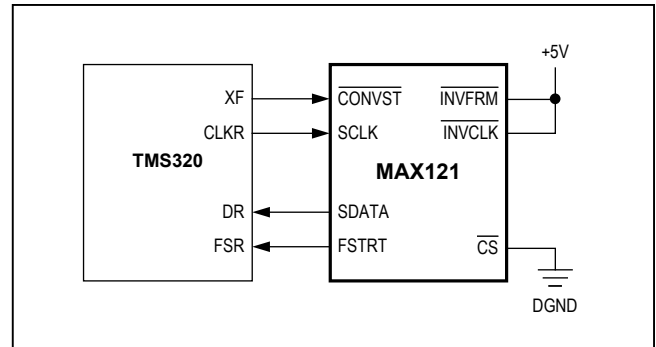 +5V
XF
CONVST
INVFRM
CLKR
SCLK
INVCLK
TMS320
MAX121
DR
SDATA
FSR
FSTRT
CS
DGND